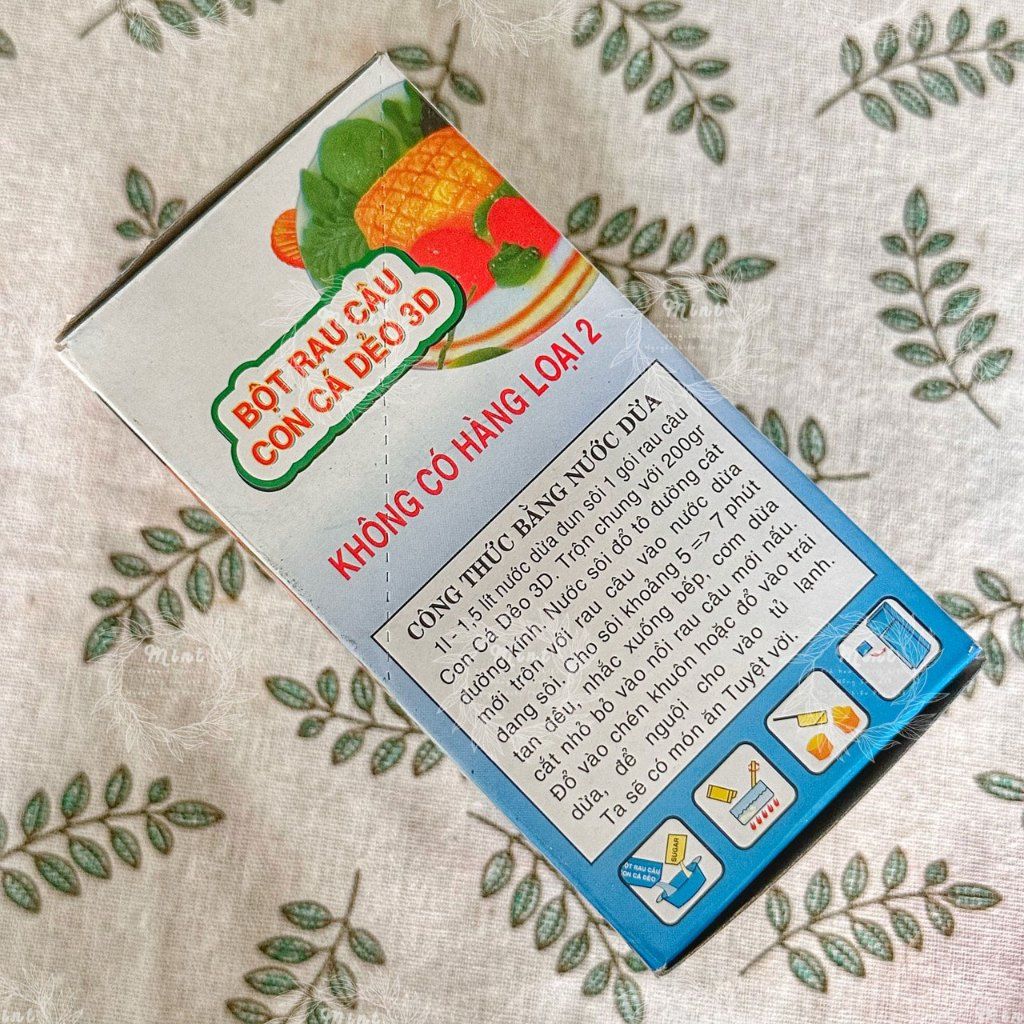 BỘT RAU CÂU
CON CÁ DẺO 3D
KHÔNG CÓ HÀNG LOẠI 2
CÔNG THỨC BẰNG NƯỚC DỪA
1l - 1,5 lít nước dừa đun sôi 1 gói rau câu
Con Cá Dẻo 3D. Trộn chung với 200gr
đường kính. Nước sôi đổ tô đường cát
mới trộn với rau câu vào nước dừa
đang sôi. Cho sôi khoảng 5 => 7 phút
tan đều, nhắc xuống bếp, cơm dừa
cắt nhỏ bỏ vào nồi rau câu mới nấu.
Đổ vào chén khuôn hoặc đổ vào trái
dừa, để nguội cho vào tủ lạnh.
Ta sẽ có món ăn Tuyệt vời.
BỘT RAU CÂU
CON CÁ DẺO
SUGAR
Mint
Mint
Mint
Mint